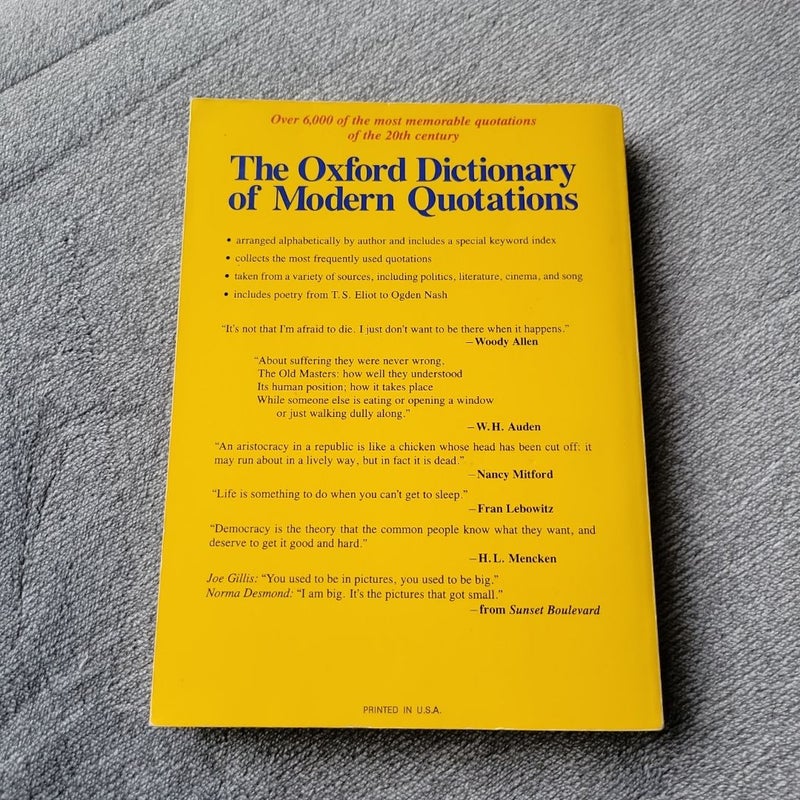 Over 6,000 of the most memorable quotations
of the 20th century
The Oxford Dictionary
of Modern Quotations
• arranged alphabetically by author and includes a special keyword index
• collects the most frequently used quotations
• taken from a variety of sources, including politics, literature, cinema, and song
• includes poetry from T. S. Eliot to Ogden Nash
“It's not that I'm afraid to die. I just don't want to be there when it happens.”
—Woody Allen
“About suffering they were never wrong,
The Old Masters: how well they understood
Its human position; how it takes place
While someone else is eating or opening a window
or just walking dully along.”
—W. H. Auden
“An aristocracy in a republic is like a chicken whose head has been cut off: it
may run about in a lively way, but in fact it is dead.”
—Nancy Mitford
“Life is something to do when you can't get to sleep.”
—Fran Lebowitz
“Democracy is the theory that the common people know what they want, and
deserve to get it good and hard.”
—H. L. Mencken
Joe Gillis: “You used to be in pictures, you used to be big.”
Norma Desmond: “I am big. It's the pictures that got small.”
—from Sunset Boulevard
PRINTED IN U.S.A.